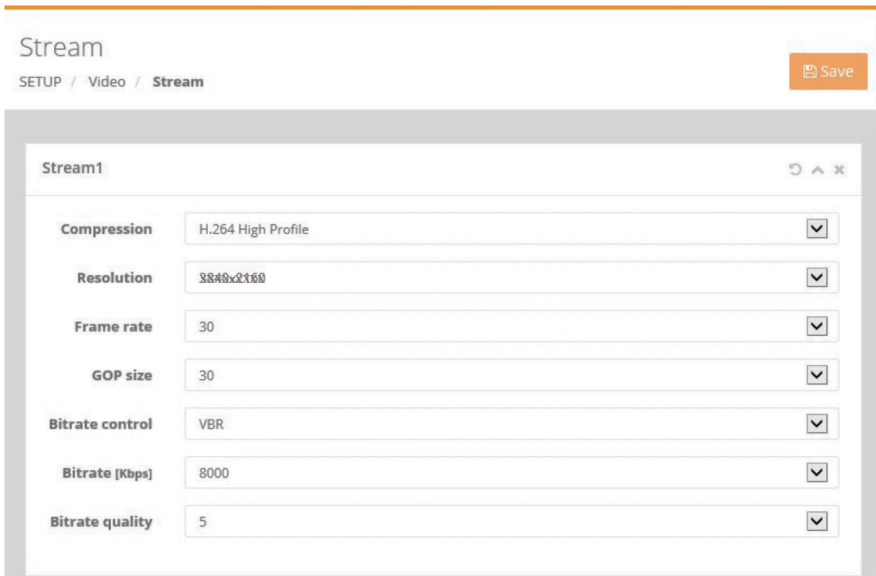 Stream
SETUP / Video / Stream
Save
Stream1
Compression H.264 High Profile
Resolution
Frame rate 30
GOP size 30
Bitrate control VBR
Bitrate [Kbps] 8000
Bitrate quality 5